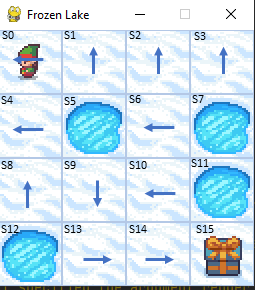 Frozen Lake
S0 S1 S2 S3
S4 S5 S6 S7
S8 S9 S10 S11
S12 S13 S14 S15